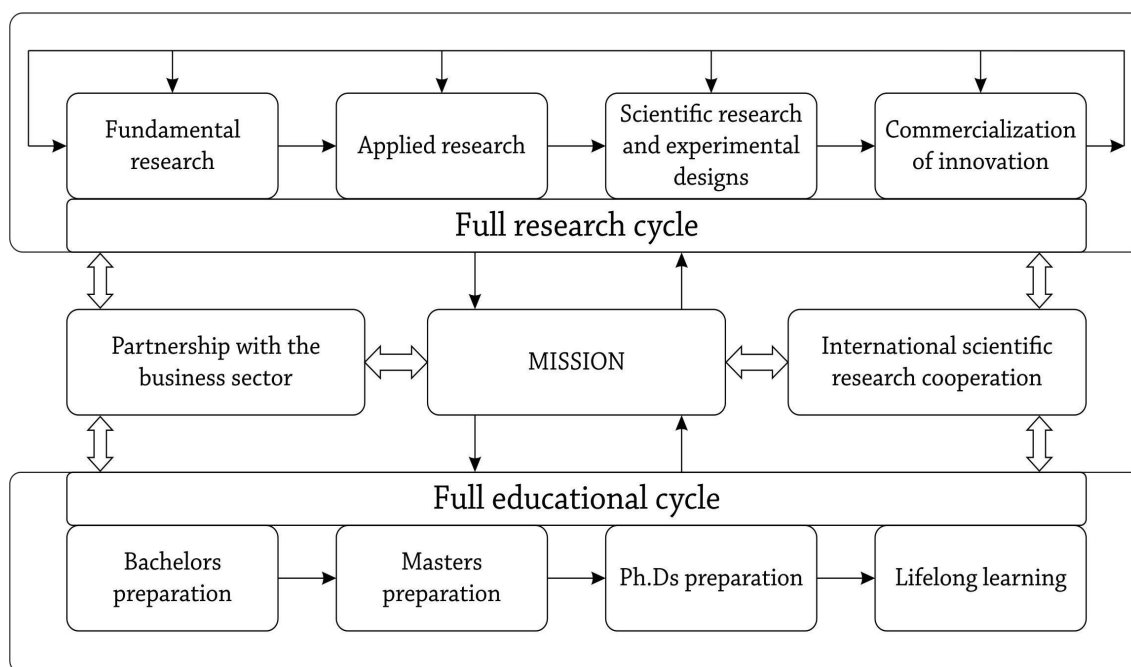 Fundamental
research
Applied research
Scientific research
and experimental
designs
Commercialization
of innovation
Full research cycle
Partnership with the
business sector
MISSION
International scientific
research cooperation
Full educational cycle
Bachelors
preparation
Masters
preparation
Ph.Ds preparation
Lifelong learning